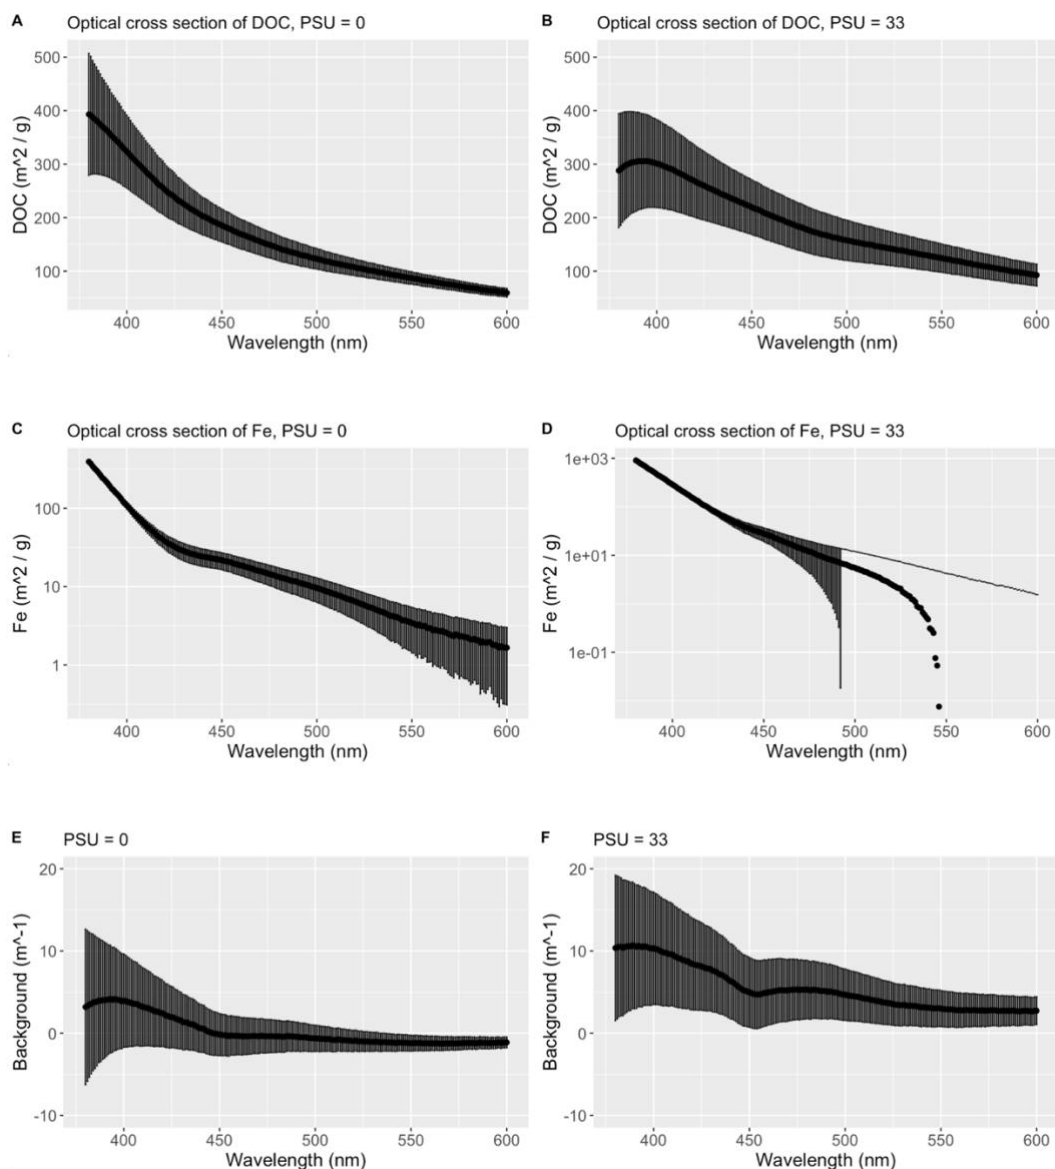 A Optical cross section of DOC, PSU = 0
500
400
300
200
100
DOC (m^2 / g)
400 450 500 550 600
Wavelength (nm)
B Optical cross section of DOC, PSU = 33
500
400
300
200
100
DOC (m^2 / g)
400 450 500 550 600
Wavelength (nm)
C Optical cross section of Fe, PSU = 0
100
10
1
Fe (m^2 / g)
400 450 500 550 600
Wavelength (nm)
D Optical cross section of Fe, PSU = 33
1e+03
1e+01
1e-01
Fe (m^2 / g)
400 450 500 550 600
Wavelength (nm)
E PSU = 0
20
10
0
-10
Background (m^-1)
400 450 500 550 600
Wavelength (nm)
F PSU = 33
20
10
0
-10
Background (m^-1)
400 450 500 550 600
Wavelength (nm)